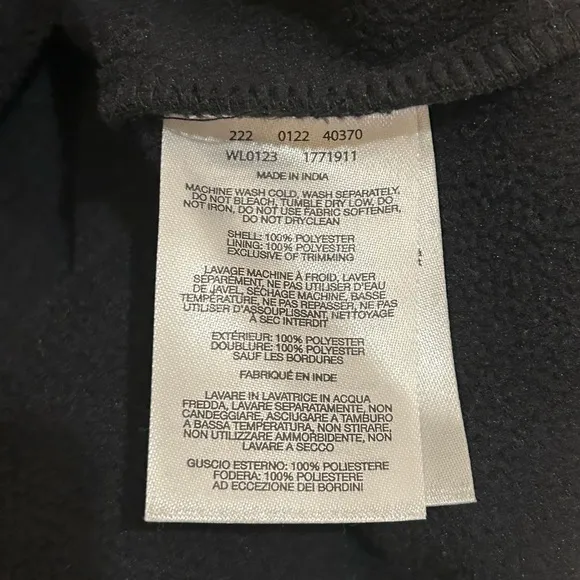 222 0122 40370
WL0123 1771911
MADE IN INDIA
MACHINE WASH COLD, WASH SEPARATELY,
DO NOT BLEACH, TUMBLE DRY LOW, DO
NOT IRON, DO NOT USE FABRIC SOFTENER,
DO NOT DRYCLEAN
SHELL: 100% POLYESTER
LINING: 100% POLYESTER
EXCLUSIVE OF TRIMMING
LAVAGE MACHINE À FROID, LAVER
SÉPAREMENT, NE PAS UTILISER D'EAU
DE JAVEL, SECHAGE MACHINE, BASSE
TEMPÉRATURE, NE PAS REPASSER, NE PAS
UTILISER D'ASSOUPLISSANT, NETTOYAGE
À SEC INTERDIT
EXTÉRIEUR: 100% POLYESTER
DOUBLURE: 100% POLYESTER
SAUF LES BORDURES
FABRIQUÉ EN INDE
LAVARE IN LAVATRICE IN ACQUA
FREDDA, LAVARE SEPARATAMENTE, NON
CANDEGGIARE, ASCIUGARE A TAMBURO
A BASSA TEMPERATURA, NON STIRARE,
NON UTILIZZARE AMMORBIDENTE, NON
LAVARE A SECCO
GUSCIO ESTERNO: 100% POLIESTERE
FODERA: 100% POLIESTERE
AD ECCEZIONE DEI BORDINI